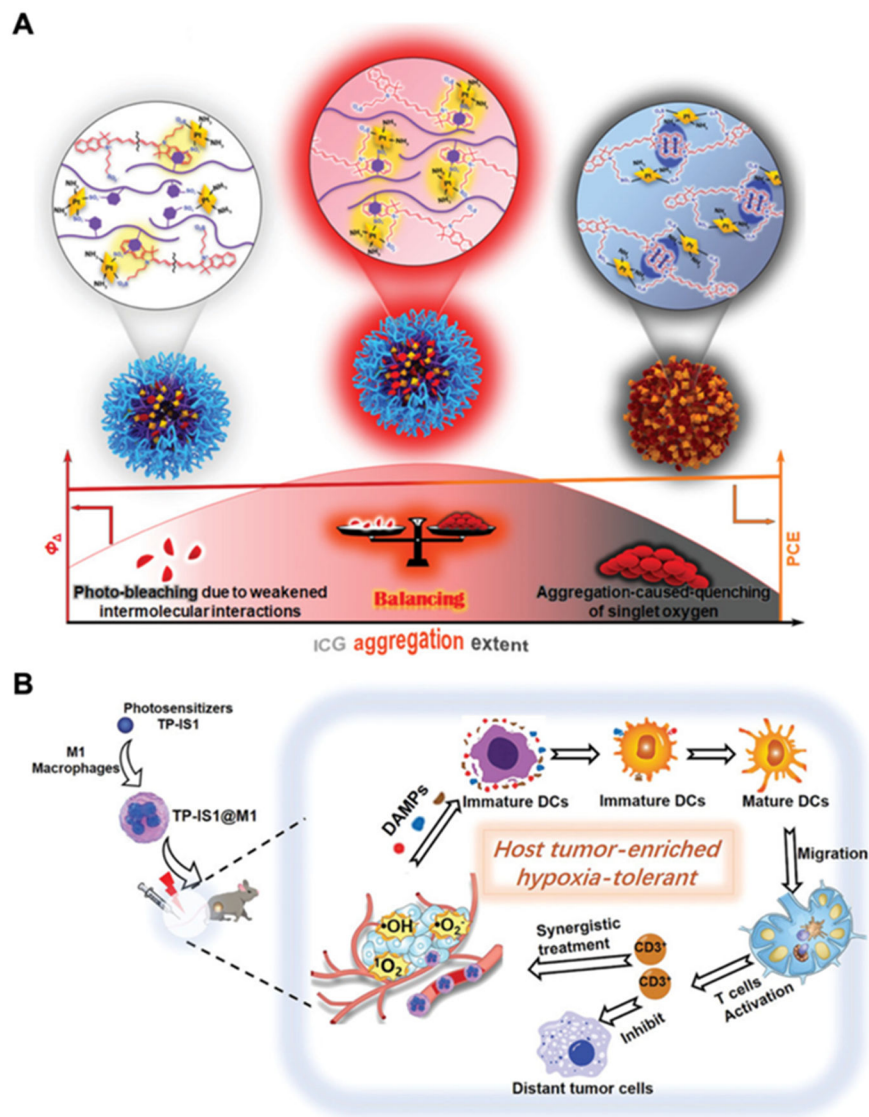 A
Φ_Δ
PCE
Photo-bleaching due to weakened
intermolecular interactions
Balancing
Aggregation-caused-quenching
of singlet oxygen
ICG aggregation extent
B
Photosensitizers
TP-IS1
M1
Macrophages
TP-IS1@M1
DAMPs
Immature DCs
Immature DCs
Mature DCs
Host tumor-enriched
hypoxia-tolerant
Migration
•OH
•O₂⁻
¹O₂
Synergistic
treatment
CD3⁺
CD3⁺
T cells
Activation
Inhibit
Distant tumor cells